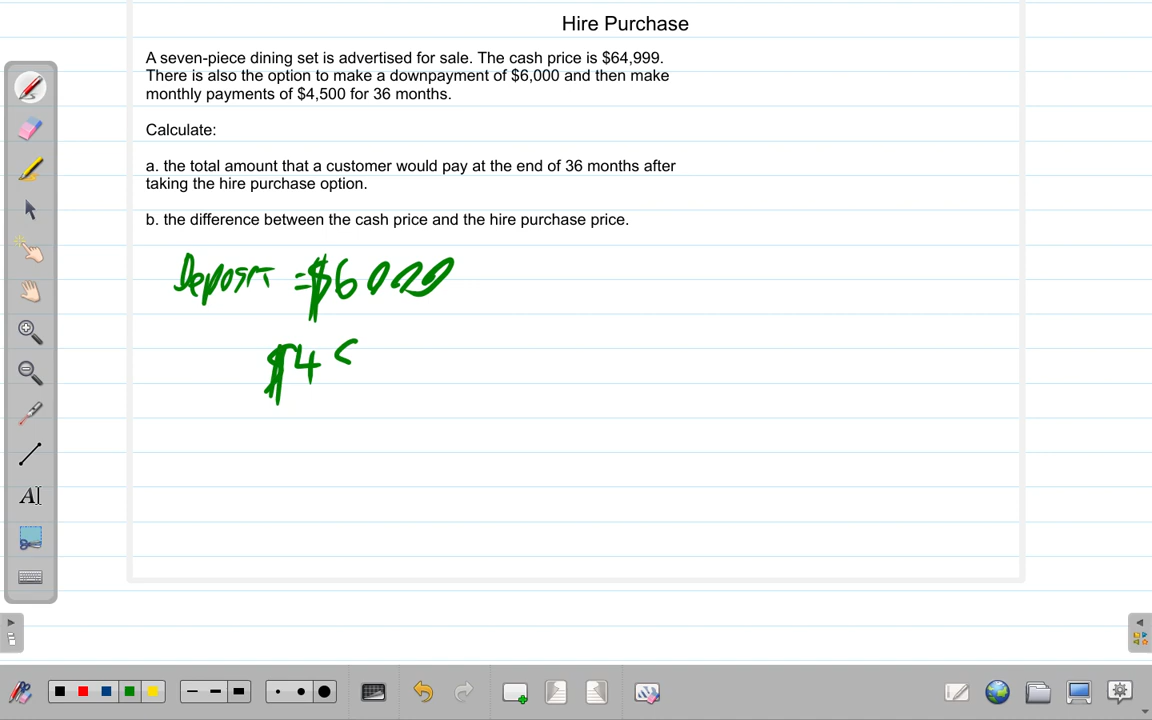 Hire Purchase
A seven-piece dining set is advertised for sale. The cash price is $64,999.
There is also the option to make a downpayment of $6,000 and then make
monthly payments of $4,500 for 36 months.
Calculate:
a. the total amount that a customer would pay at the end of 36 months after
taking the hire purchase option.
b. the difference between the cash price and the hire purchase price.
Deposit = $6000
$4
A